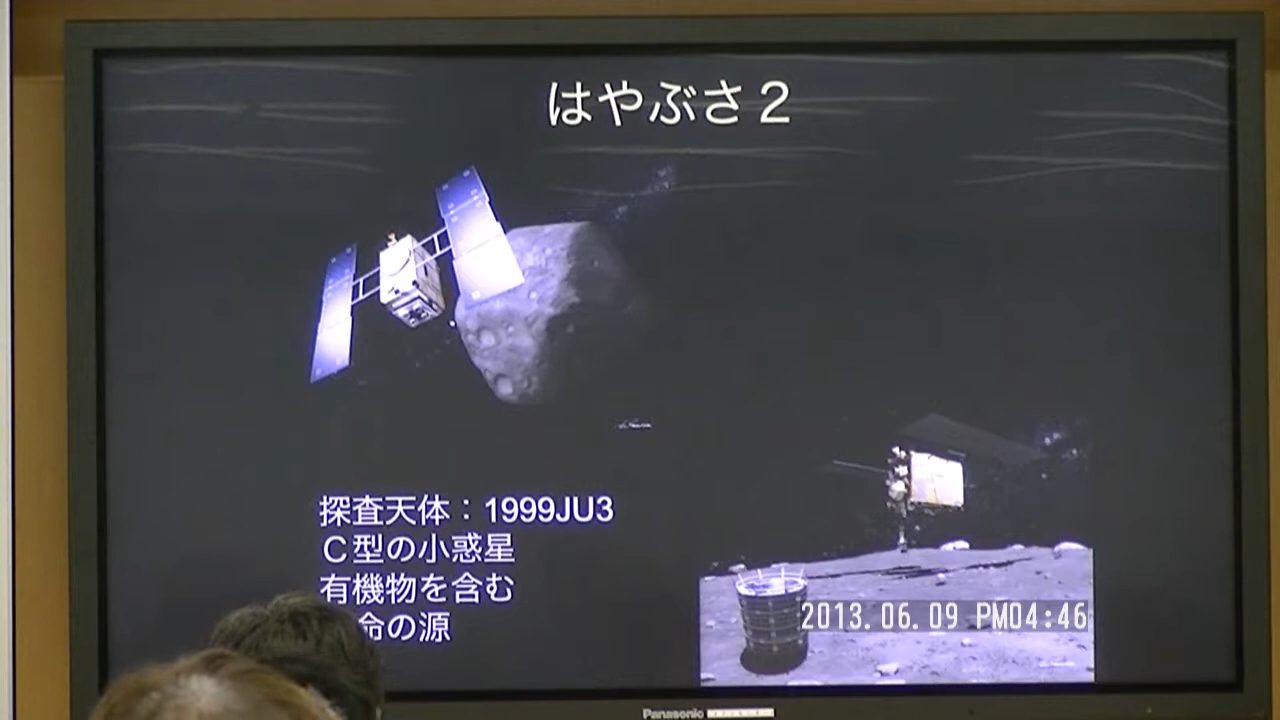 はやぶさ２
探査天体：1999JU3
Ｃ型の小惑星
有機物を含む
命の源
2013.06.09 PM04:46
Panasonic